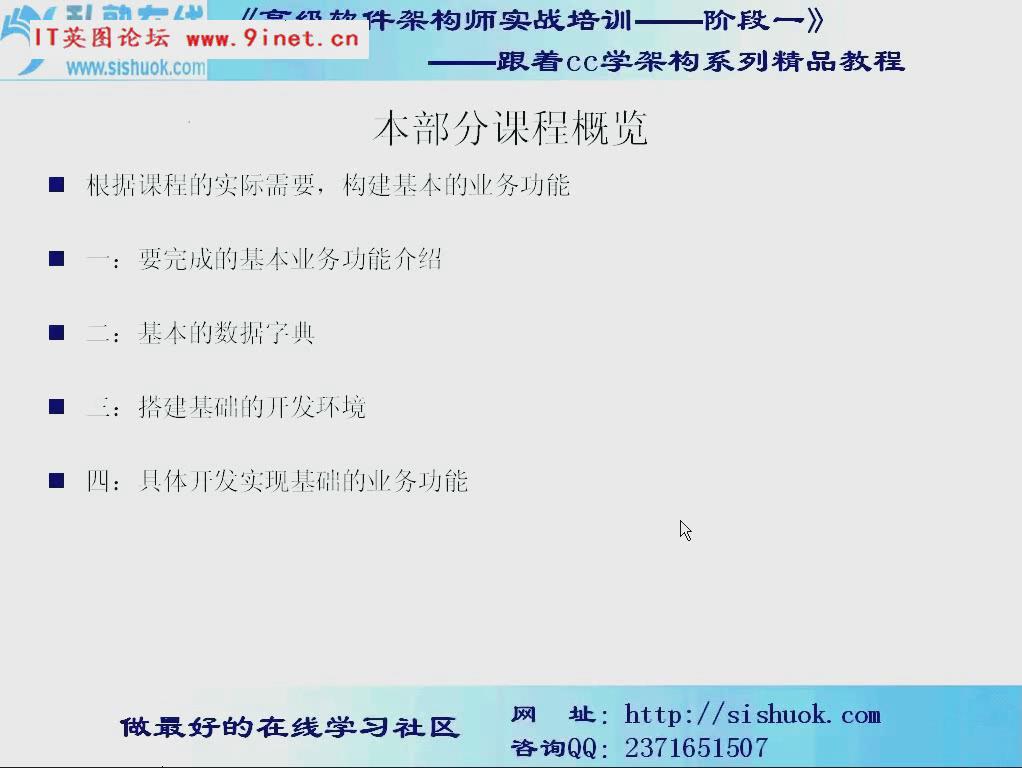 《高级软件架构师实战培训——阶段一》
IT英图论坛 www.9inet.cn
www.sishuok.com
——跟着cc学架构系列精品教程
本部分课程概览
根据课程的实际需要，构建基本的业务功能
一：要完成的基本业务功能介绍
二：基本的数据字典
三：搭建基础的开发环境
四：具体开发实现基础的业务功能
做最好的在线学习社区
网 址：http://sishuok.com
咨询QQ：2371651507